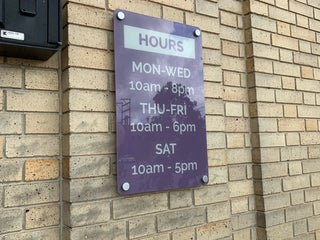 HOURS
MON-WED
10am - 8pm
THU-FRI
10am - 6pm
SAT
10am - 5pm